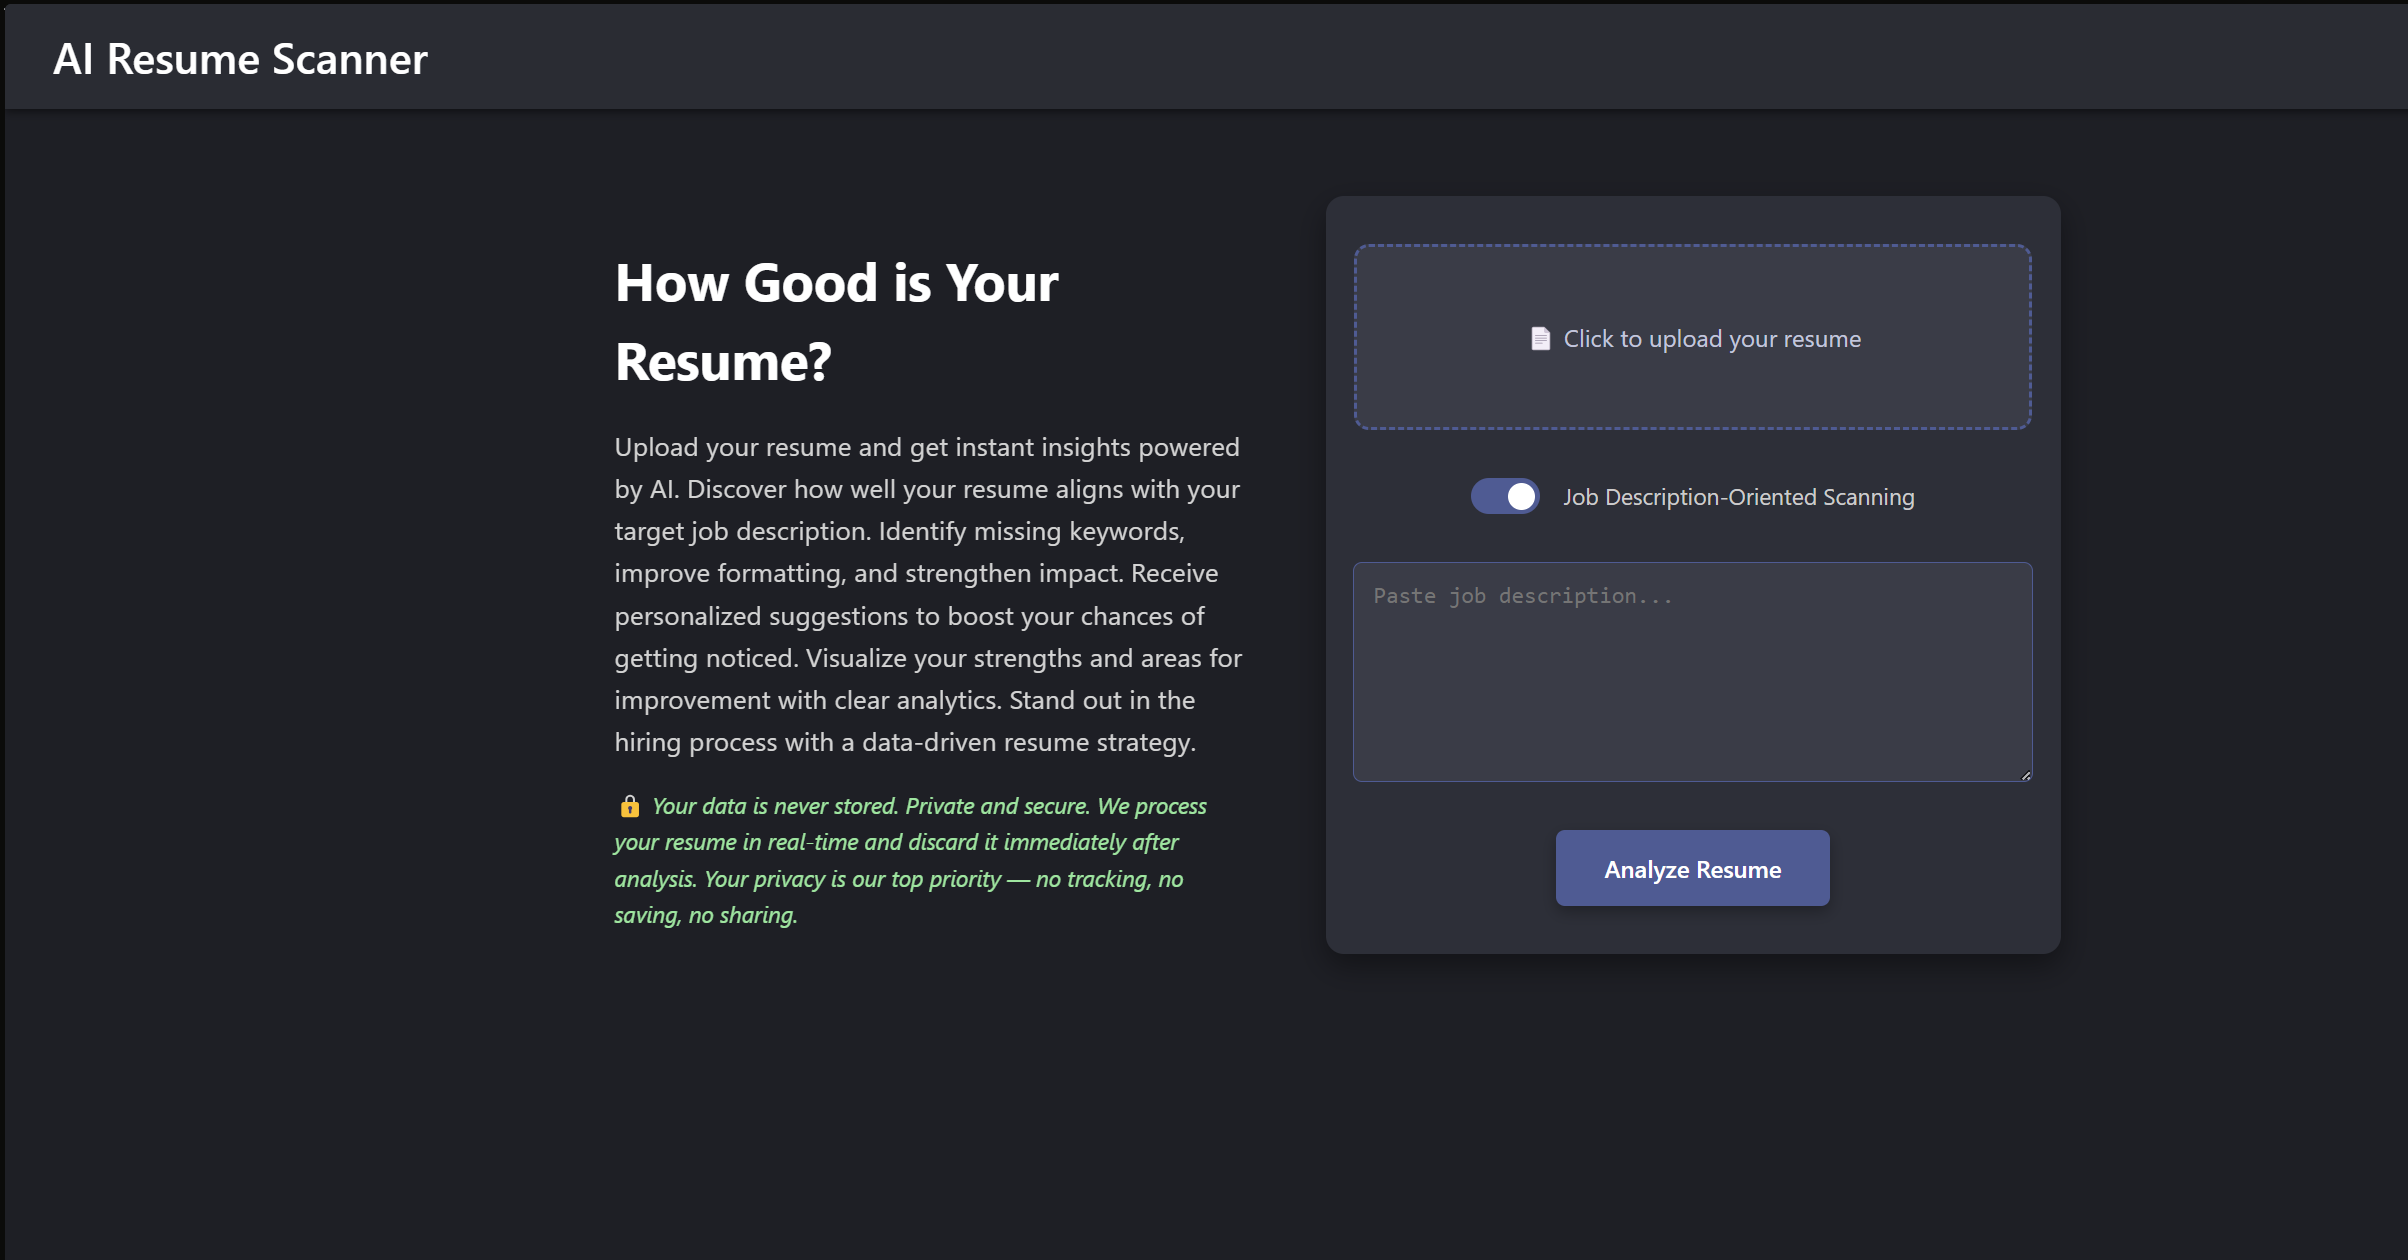 AI Resume Scanner
How Good is Your
Resume?
Upload your resume and get instant insights powered
by AI. Discover how well your resume aligns with your
target job description. Identify missing keywords,
improve formatting, and strengthen impact. Receive
personalized suggestions to boost your chances of
getting noticed. Visualize your strengths and areas for
improvement with clear analytics. Stand out in the
hiring process with a data-driven resume strategy.
🔒 Your data is never stored. Private and secure. We process
your resume in real-time and discard it immediately after
analysis. Your privacy is our top priority — no tracking, no
saving, no sharing.
📄 Click to upload your resume
Job Description-Oriented Scanning
Paste job description...
Analyze Resume